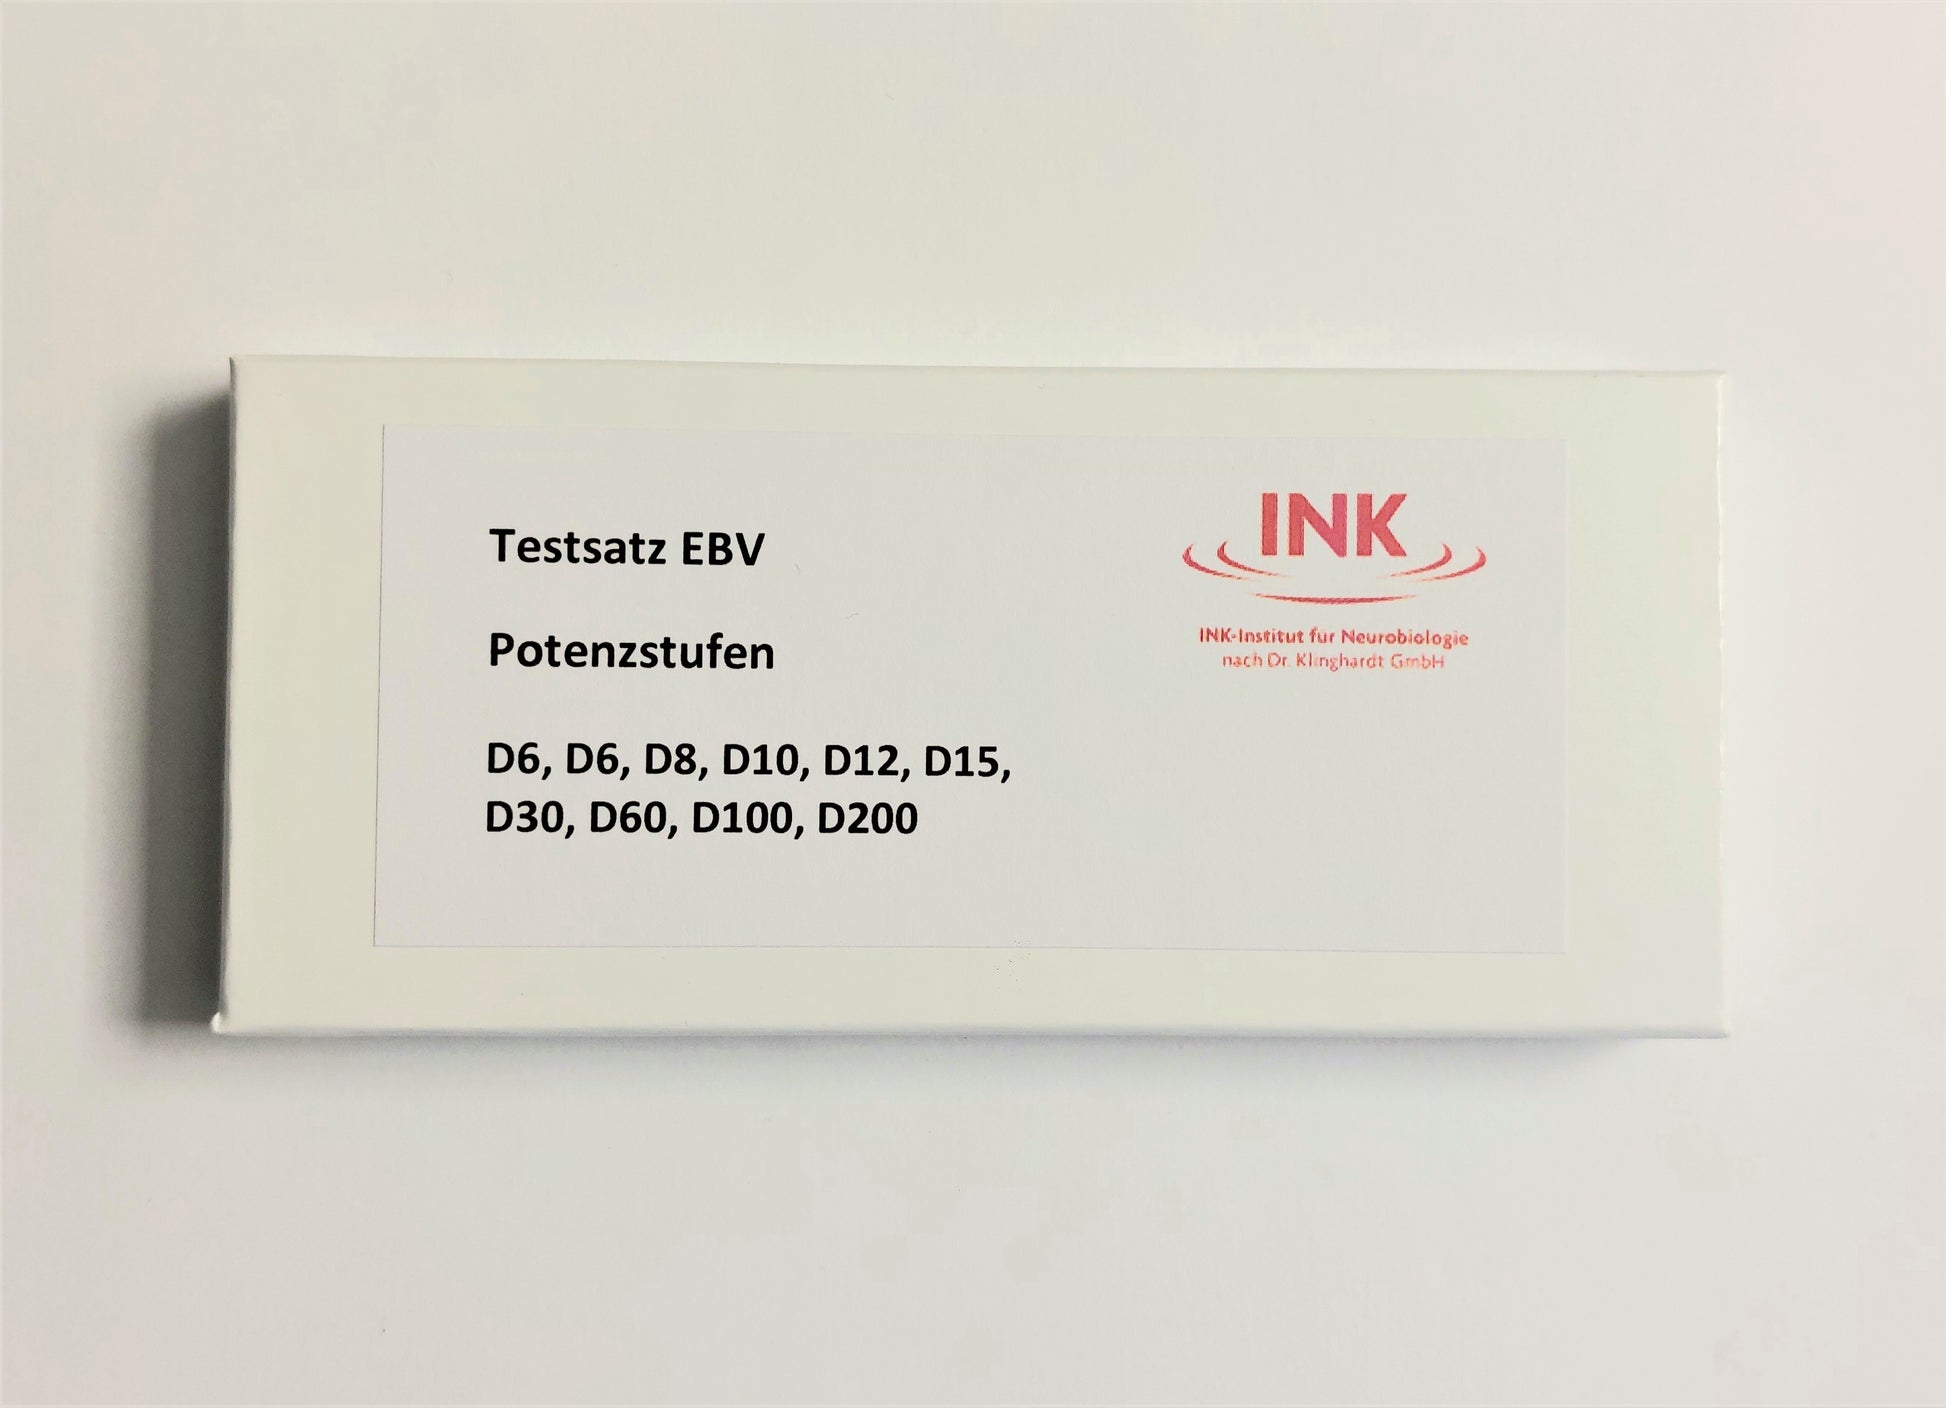 Testsatz EBV
Potenzstufen
D6, D6, D8, D10, D12, D15,
D30, D60, D100, D200
INK
INK-Institut für Neurobiologie
nach Dr. Klinghardt GmbH